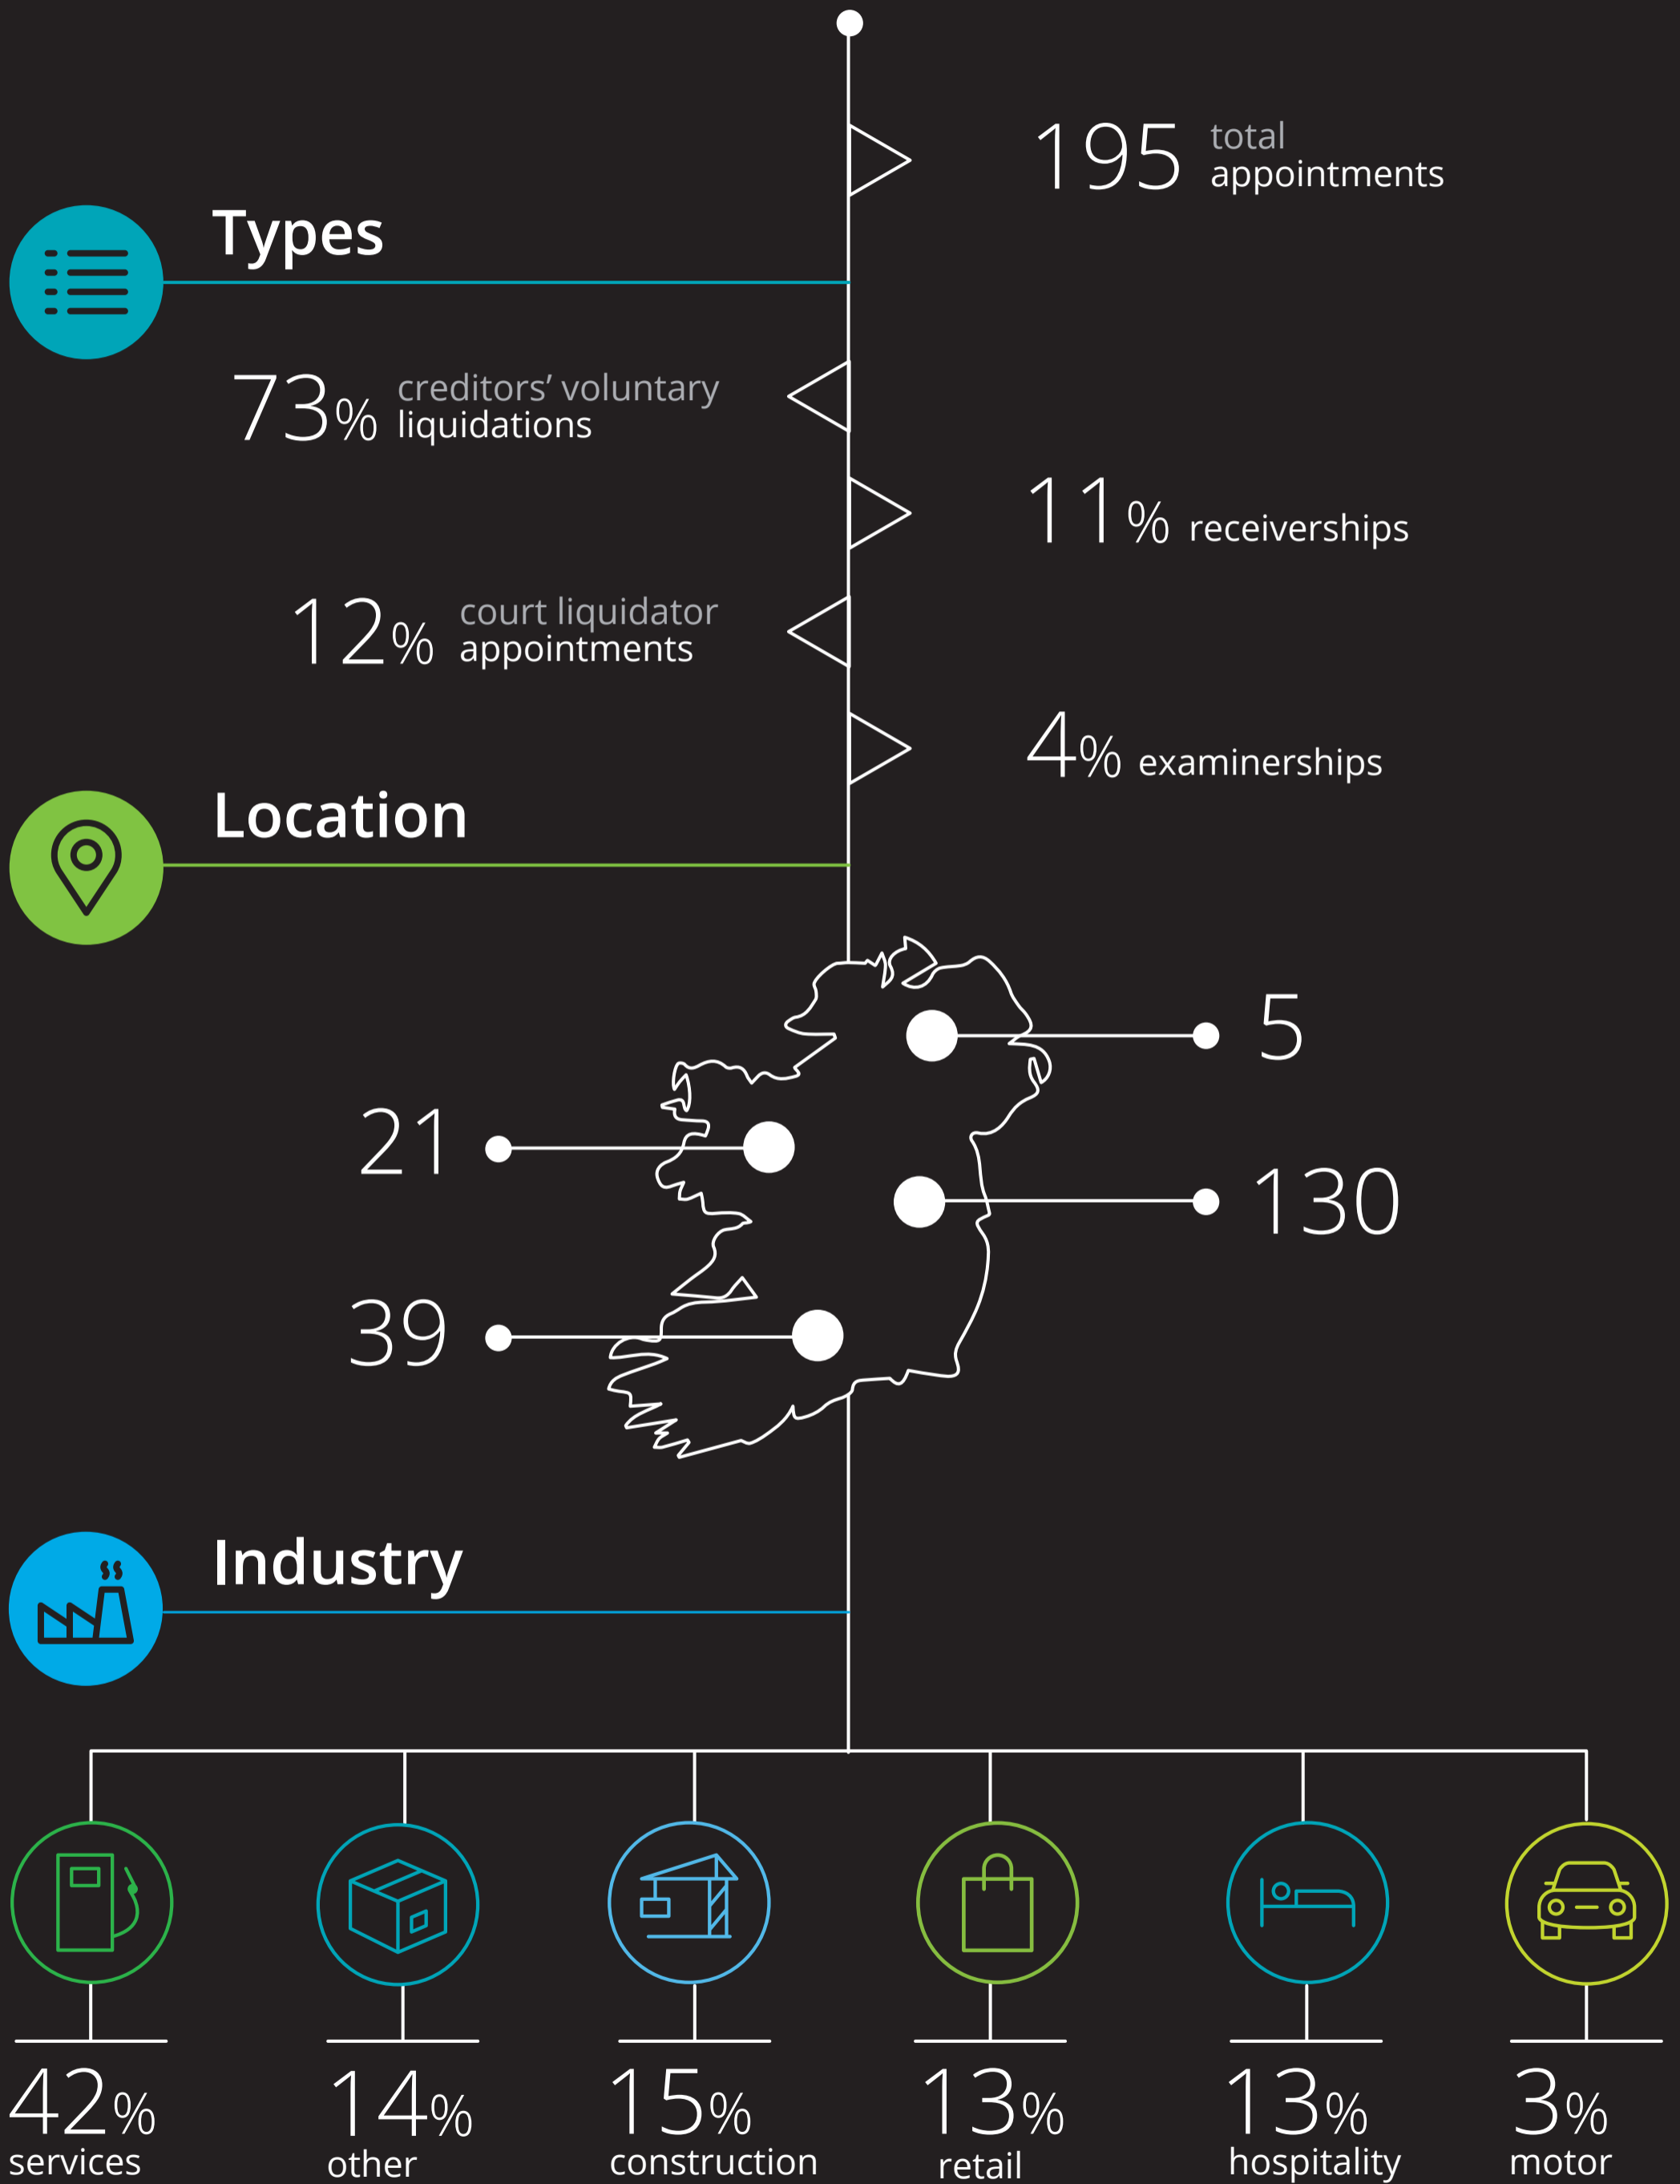 195 total
appointments
Types
73% creditors’ voluntary
liquidations
11% receiverships
12% court liquidator
appointments
4% examinerships
Location
5
21
130
39
Industry
42%
services
14%
other
15%
construction
13%
retail
13%
hospitality
3%
motor